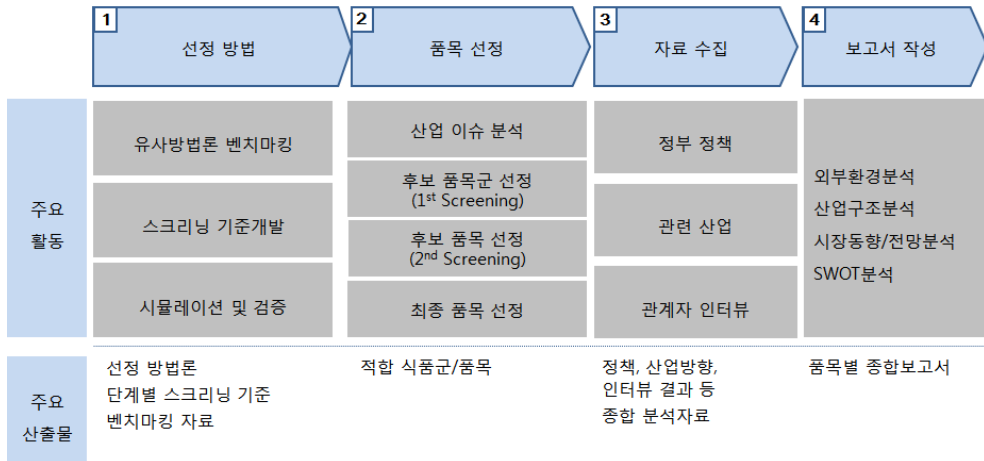 1
선정 방법
2
품목 선정
3
자료 수집
4
보고서 작성
주요
활동
유사방법론 벤치마킹
스크리닝 기준개발
시뮬레이션 및 검증
산업 이슈 분석
후보 품목군 선정
(1st Screening)
후보 품목 선정
(2nd Screening)
최종 품목 선정
정부 정책
관련 산업
관계자 인터뷰
외부환경분석
산업구조분석
시장동향/전망분석
SWOT분석
주요
산출물
선정 방법론
단계별 스크리닝 기준
벤치마킹 자료
적합 식품군/품목
정책, 산업방향,
인터뷰 결과 등
종합 분석자료
품목별 종합보고서